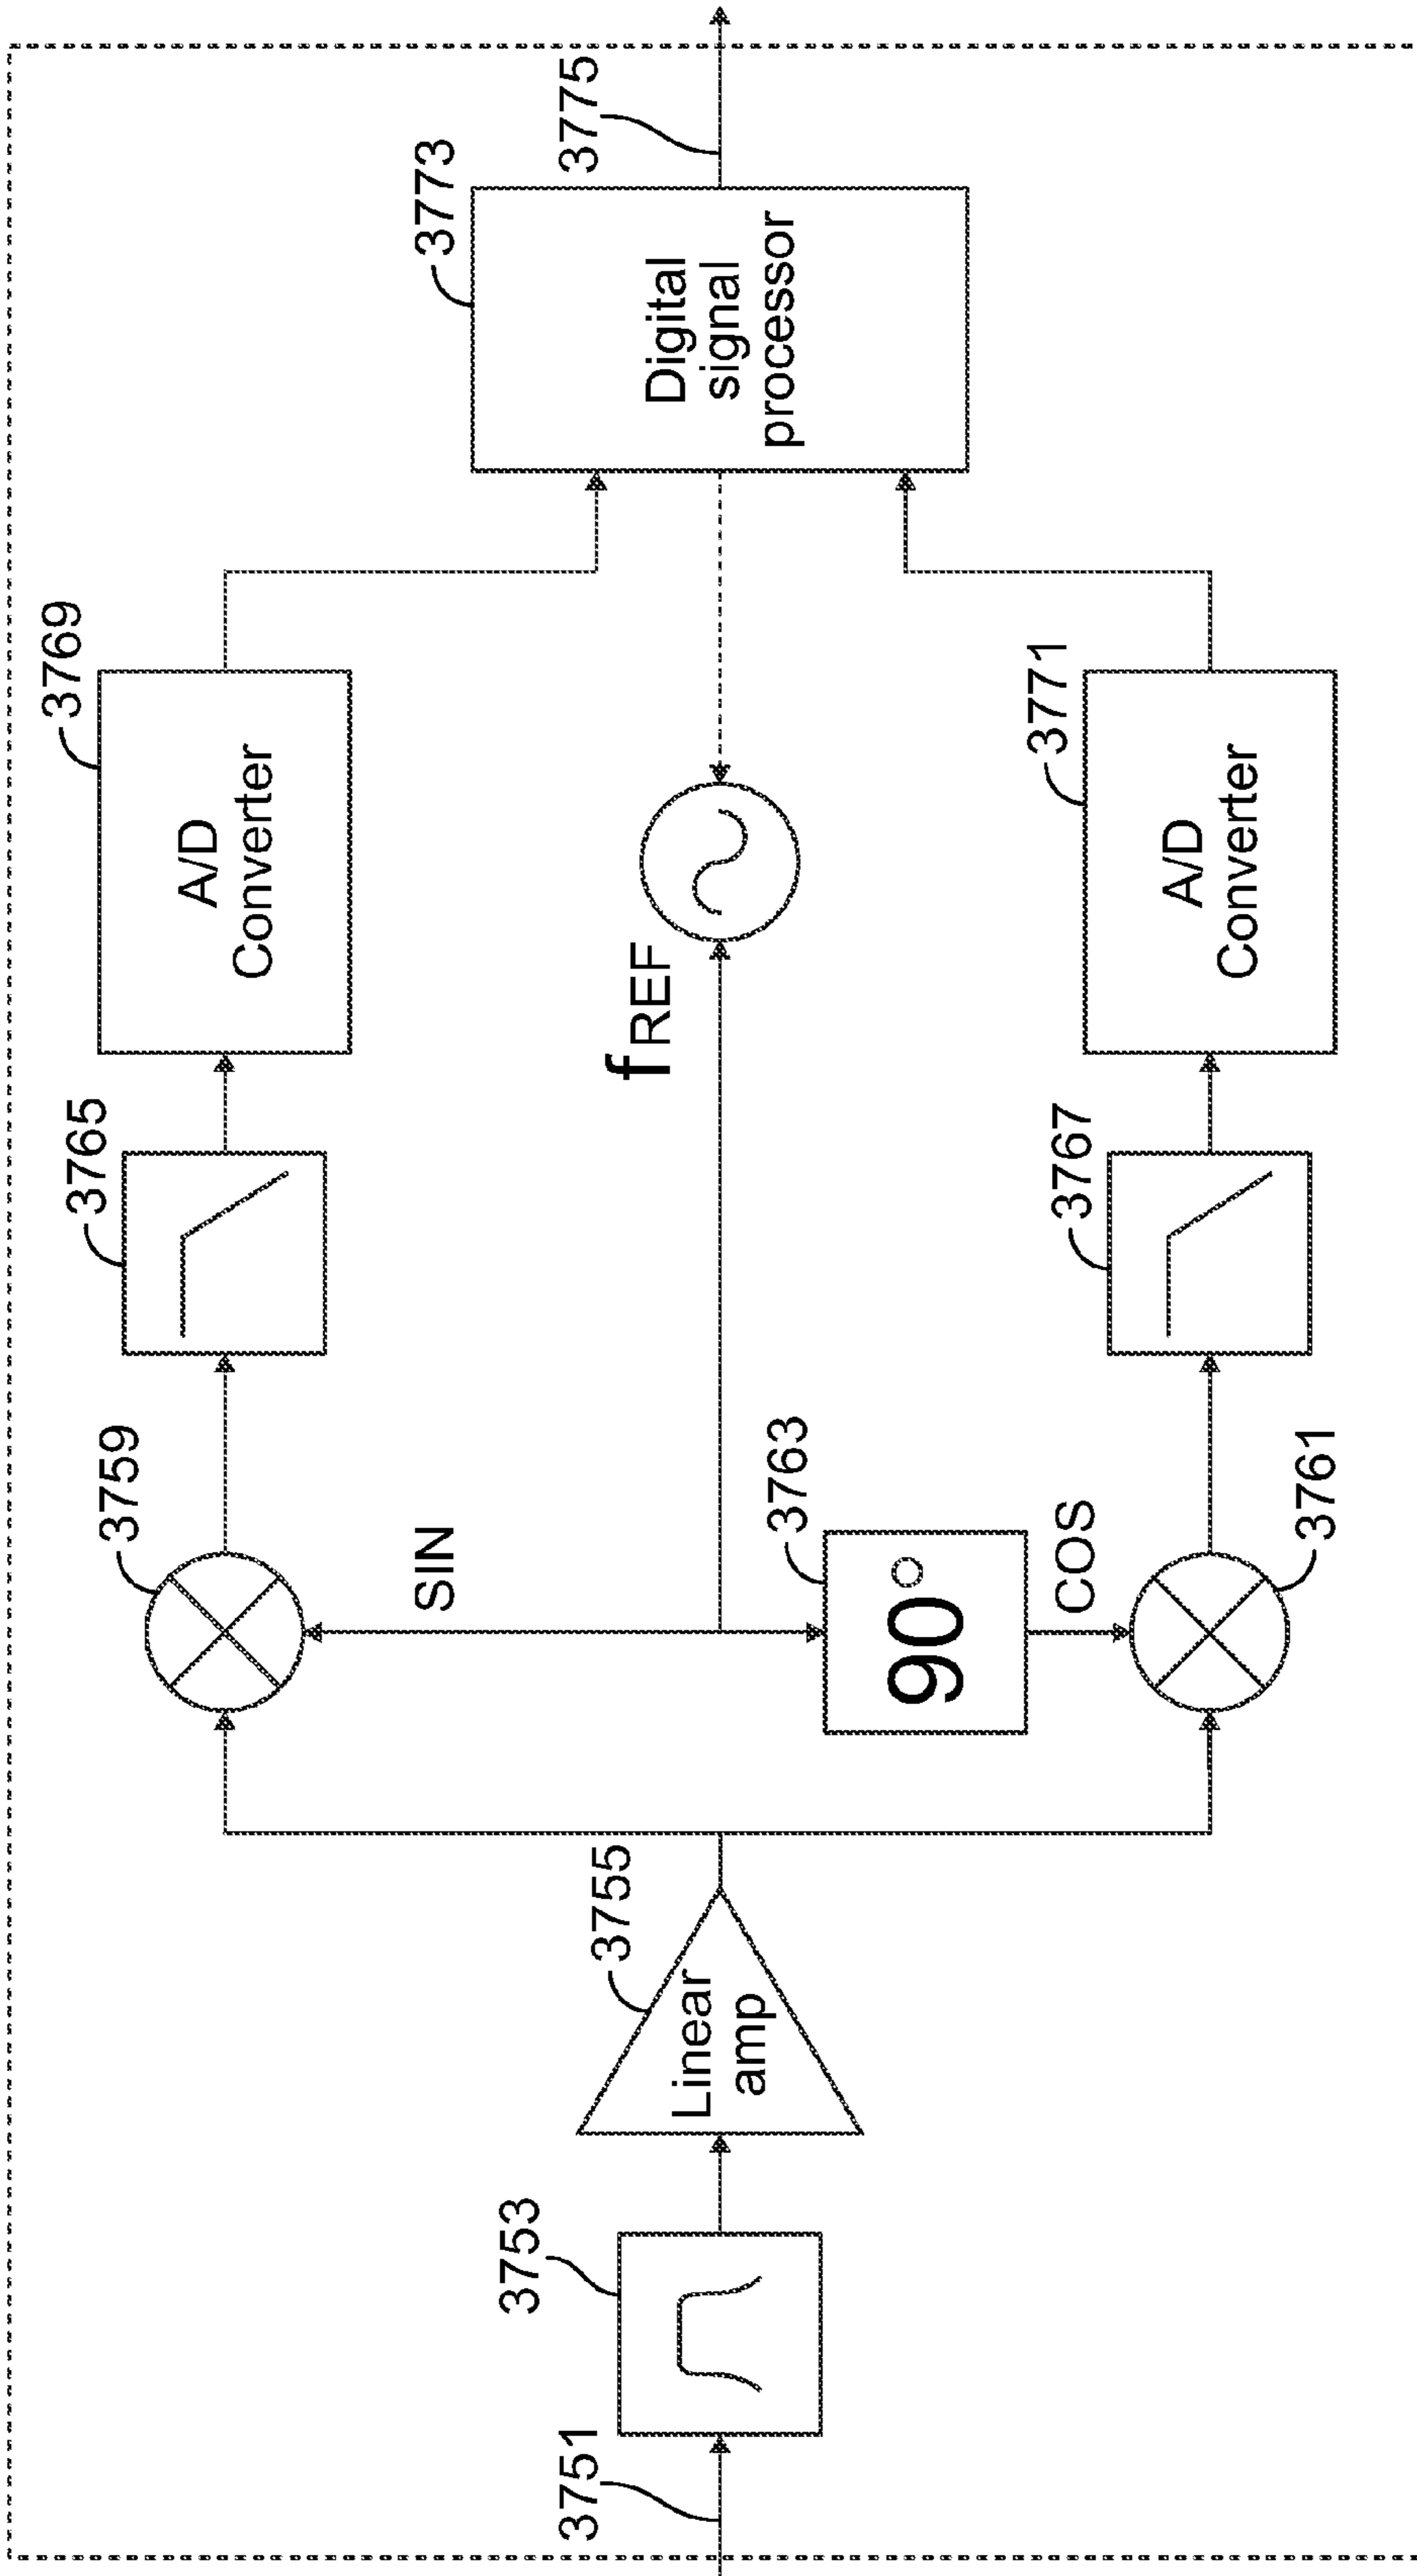 3751
3753
Linear
amp
3755
3759
SIN
3763
90°
COS
3761
3765
3767
fREF
3769
A/D
Converter
3771
A/D
Converter
3773
Digital
signal
processor
3775